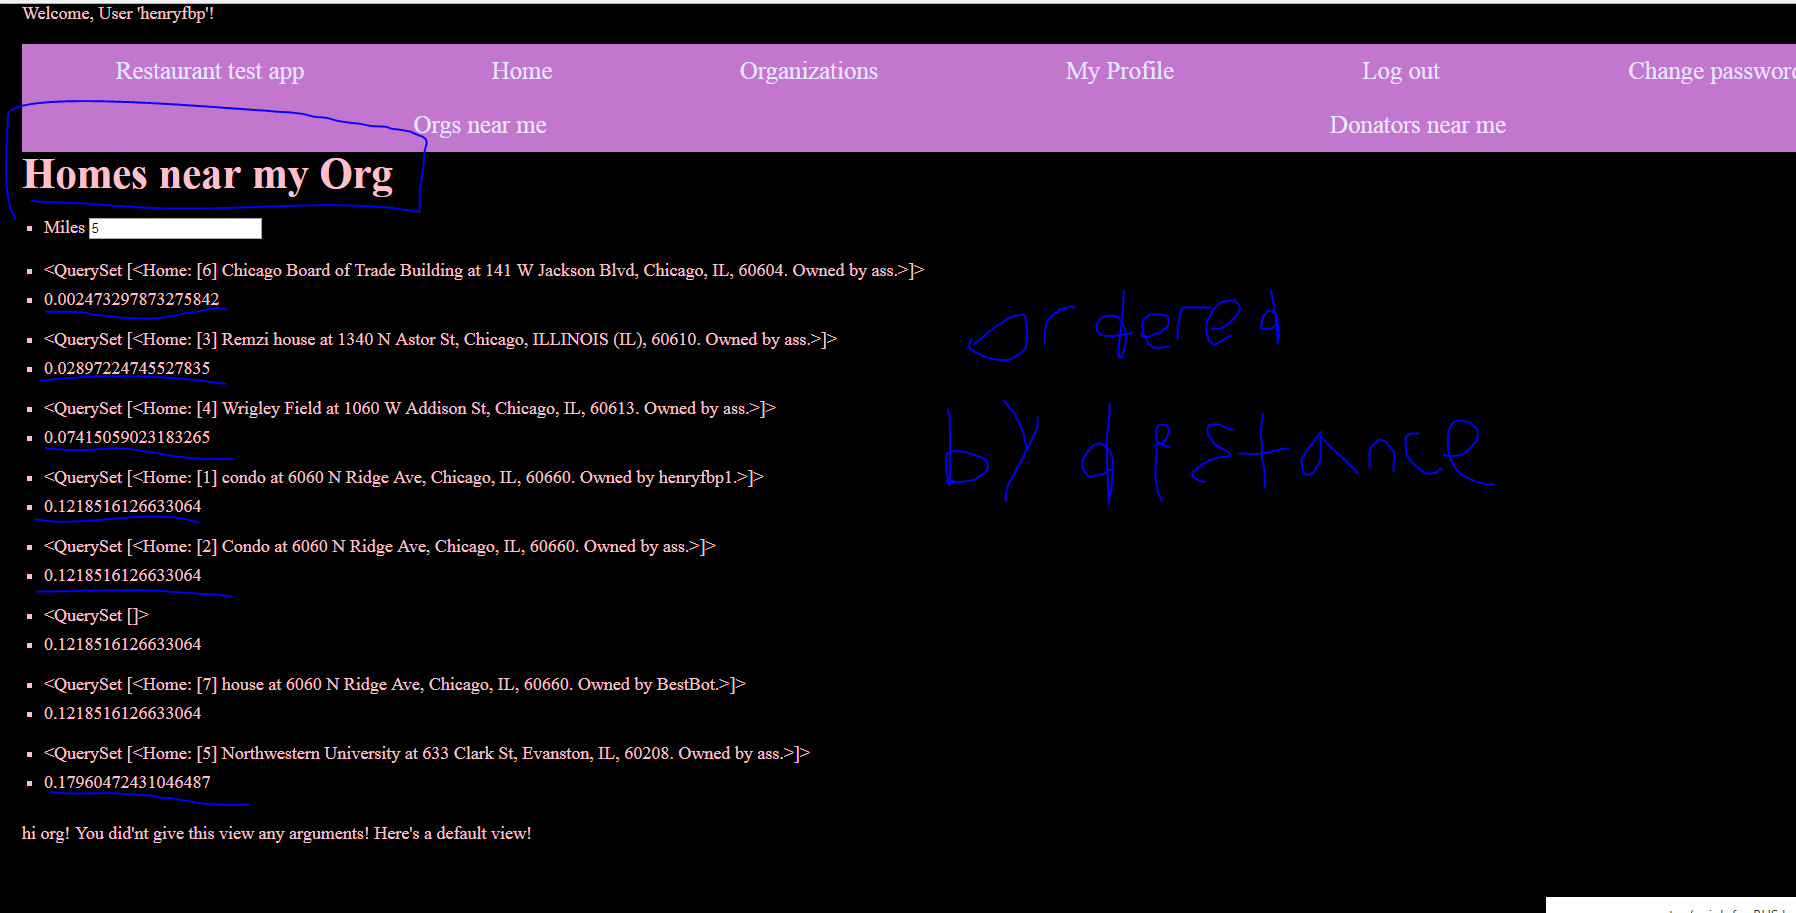 Welcome, User 'henryfbp'!
Restaurant test app Home Organizations My Profile Log out Change password
Orgs near me Donators near me
Homes near my Org
Miles 5
<QuerySet [<Home: [6] Chicago Board of Trade Building at 141 W Jackson Blvd, Chicago, IL, 60604. Owned by ass.>]>
0.002473297873275842
ordered
<QuerySet [<Home: [3] Remzi house at 1340 N Astor St, Chicago, ILLINOIS (IL), 60610. Owned by ass.>]>
0.02897224745527835
<QuerySet [<Home: [4] Wrigley Field at 1060 W Addison St, Chicago, IL, 60613. Owned by ass.>]>
0.07415059023183265
by distance
<QuerySet [<Home: [1] condo at 6060 N Ridge Ave, Chicago, IL, 60660. Owned by henryfbp1.>]>
0.1218516126633064
<QuerySet [<Home: [2] Condo at 6060 N Ridge Ave, Chicago, IL, 60660. Owned by ass.>]>
0.1218516126633064
<QuerySet []>
0.1218516126633064
<QuerySet [<Home: [7] house at 6060 N Ridge Ave, Chicago, IL, 60660. Owned by BestBot.>]>
0.1218516126633064
<QuerySet [<Home: [5] Northwestern University at 633 Clark St, Evanston, IL, 60208. Owned by ass.>]>
0.17960472431046487
hi org! You did'nt give this view any arguments! Here's a default view!